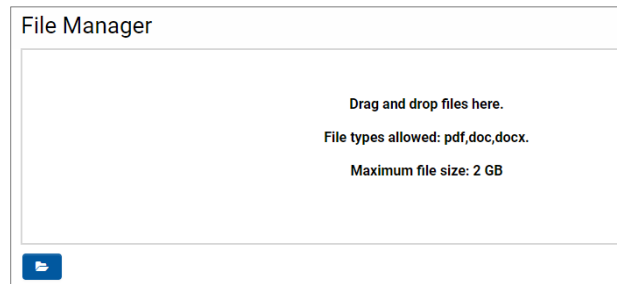 File Manager
Drag and drop files here.
File types allowed: pdf,doc,docx.
Maximum file size: 2 GB